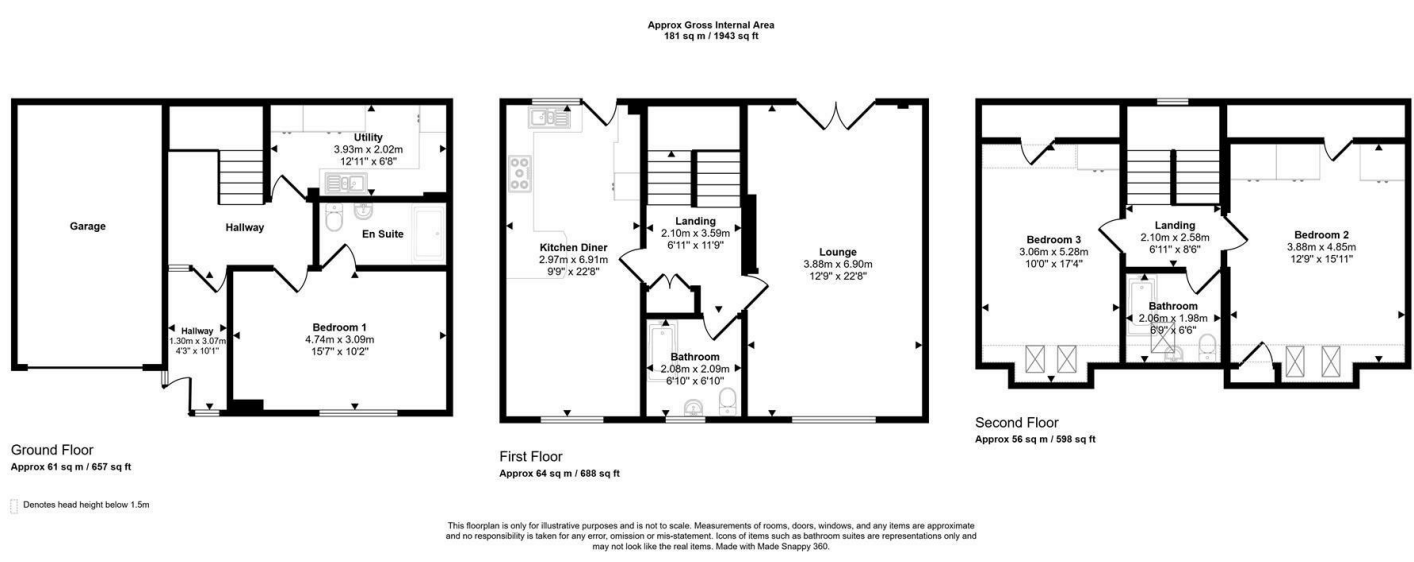 Approx Gross Internal Area
181 sq m / 1943 sq ft
Garage
Hallway
Utility
3.93m x 2.02m
12'11" x 6'8"
En Suite
Hallway
1.30m x 3.07m
4'3" x 10'1"
Bedroom 1
4.74m x 3.09m
15'7" x 10'2"
Ground Floor
Approx 61 sq m / 657 sq ft
Denotes head height below 1.5m
Kitchen Diner
2.97m x 6.91m
9'9" x 22'8"
Landing
2.10m x 3.59m
6'11" x 11'9"
Lounge
3.88m x 6.90m
12'9" x 22'8"
Bathroom
2.08m x 2.09m
6'10" x 6'10"
First Floor
Approx 64 sq m / 688 sq ft
Bedroom 3
3.06m x 5.28m
10'0" x 17'4"
Landing
2.10m x 2.58m
6'11" x 8'6"
Bedroom 2
3.88m x 4.85m
12'9" x 15'11"
Bathroom
2.06m x 1.98m
6'9" x 6'6"
Second Floor
Approx 56 sq m / 598 sq ft
This floorplan is only for illustrative purposes and is not to scale. Measurements of rooms, doors, windows, and any items are approximate
and no responsibility is taken for any error, omission or mis-statement. Icons of items such as bathroom suites are representations only and
may not look like the real items. Made with Made Snappy 360.